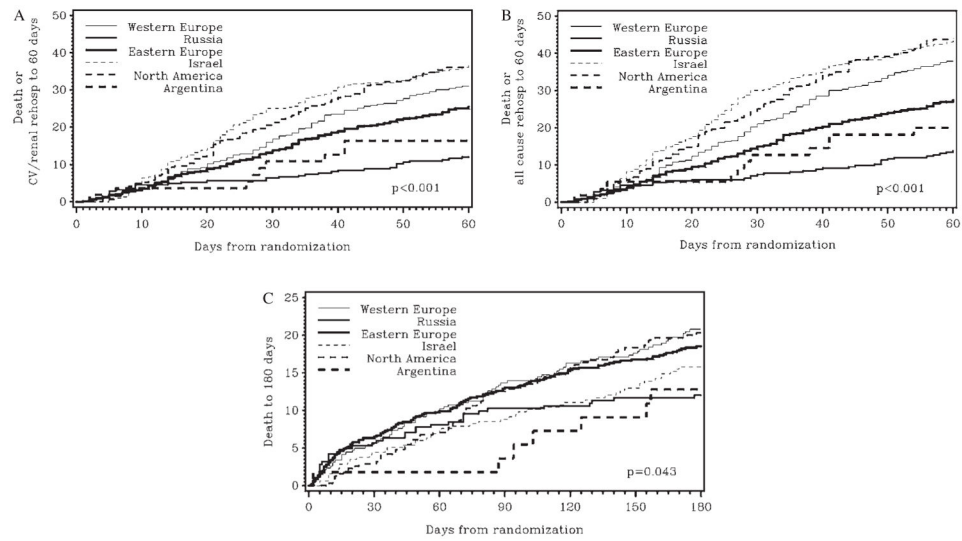 A
Death or
CV/renal rehosp to 60 days
50
40
30
20
10
0
Western Europe
Russia
Eastern Europe
Israel
North America
Argentina
p<0.001
0 10 20 30 40 50 60
Days from randomization
B
Death or
all cause rehosp to 60 days
50
40
30
20
10
0
Western Europe
Russia
Eastern Europe
Israel
North America
Argentina
p<0.001
0 10 20 30 40 50 60
Days from randomization
C
Death to 180 days
25
20
15
10
5
0
Western Europe
Russia
Eastern Europe
Israel
North America
Argentina
p=0.043
0 30 60 90 120 150 180
Days from randomization